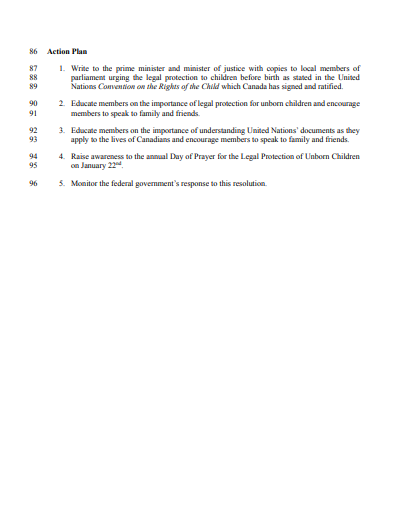 86 Action Plan
87 1. Write to the prime minister and minister of justice with copies to local members of
88 parliament urging the legal protection to children before birth as stated in the United
89 Nations Convention on the Rights of the Child which Canada has signed and ratified.
90 2. Educate members on the importance of legal protection for unborn children and encourage
91 members to speak to family and friends.
92 3. Educate members on the importance of understanding United Nations' documents as they
93 apply to the lives of Canadians and encourage members to speak to family and friends.
94 4. Raise awareness to the annual Day of Prayer for the Legal Protection of Unborn Children
95 on January 22nd.
96 5. Monitor the federal government's response to this resolution.